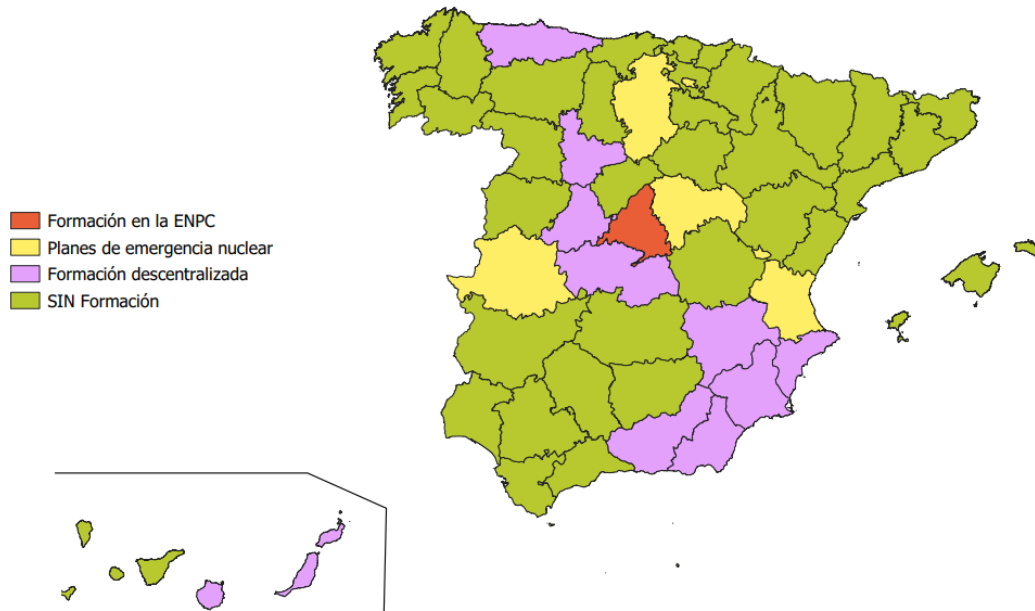 Formación en la ENPC
Planes de emergencia nuclear
Formación descentralizada
SIN Formación